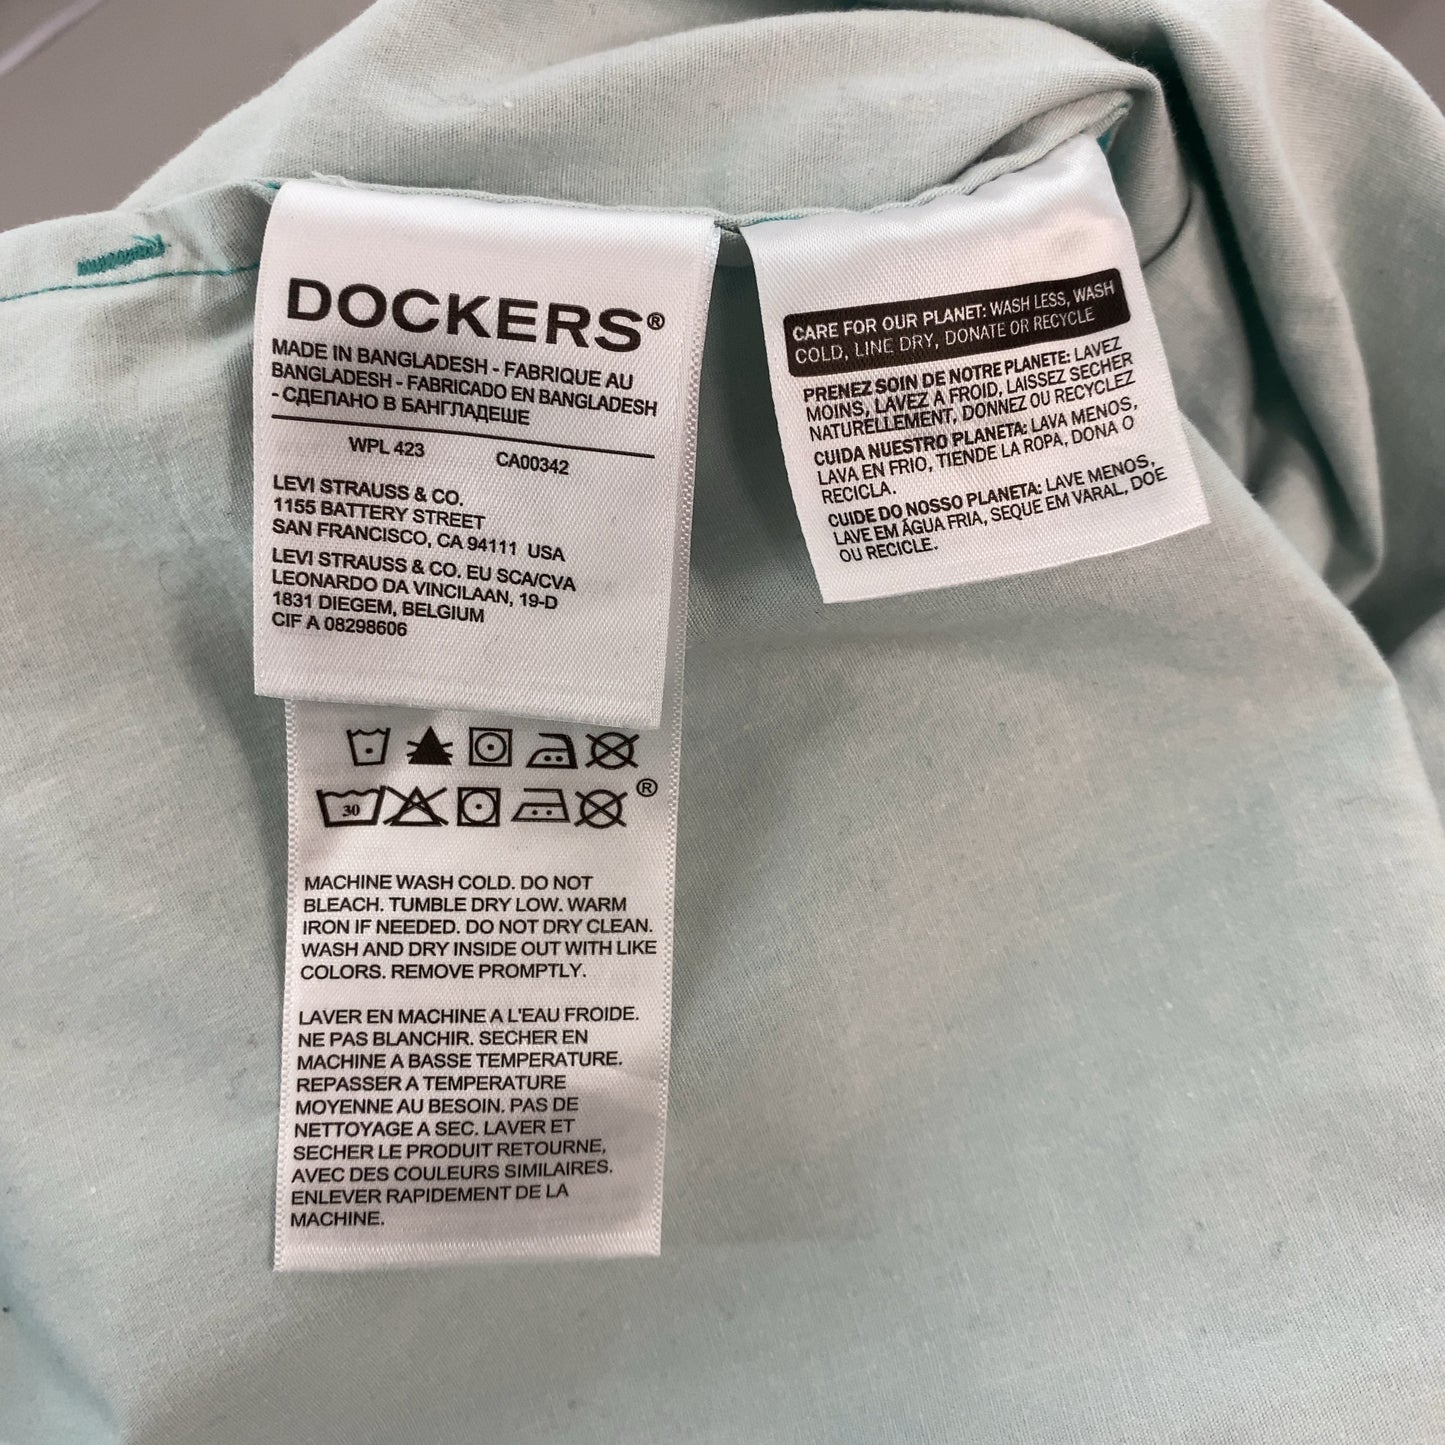 DOCKERS®
MADE IN BANGLADESH - FABRIQUE AU
BANGLADESH - FABRICADO EN BANGLADESH
- СДЕЛАНО В БАНГЛАДЕШЕ
WPL 423 CA00342
LEVI STRAUSS & CO.
1155 BATTERY STREET
SAN FRANCISCO, CA 94111 USA
LEVI STRAUSS & CO. EU SCA/CVA
LEONARDO DA VINCILAAN, 19-D
1831 DIEGEM, BELGIUM
CIF A 08298606
30 ®
MACHINE WASH COLD. DO NOT
BLEACH. TUMBLE DRY LOW. WARM
IRON IF NEEDED. DO NOT DRY CLEAN.
WASH AND DRY INSIDE OUT WITH LIKE
COLORS. REMOVE PROMPTLY.
LAVER EN MACHINE A L'EAU FROIDE.
NE PAS BLANCHIR. SECHER EN
MACHINE A BASSE TEMPERATURE.
REPASSER A TEMPERATURE
MOYENNE AU BESOIN. PAS DE
NETTOYAGE A SEC. LAVER ET
SECHER LE PRODUIT RETOURNE,
AVEC DES COULEURS SIMILAIRES.
ENLEVER RAPIDEMENT DE LA
MACHINE.
CARE FOR OUR PLANET: WASH LESS, WASH
COLD, LINE DRY, DONATE OR RECYCLE
PRENEZ SOIN DE NOTRE PLANETE: LAVEZ
MOINS, LAVEZ A FROID, LAISSEZ SECHER
NATURELLEMENT, DONNEZ OU RECYCLEZ
CUIDA NUESTRO PLANETA: LAVA MENOS,
LAVA EN FRIO, TIENDE LA ROPA, DONA O
RECICLA.
CUIDE DO NOSSO PLANETA: LAVE MENOS,
LAVE EM ÁGUA FRIA, SEQUE EM VARAL, DOE
OU RECICLE.